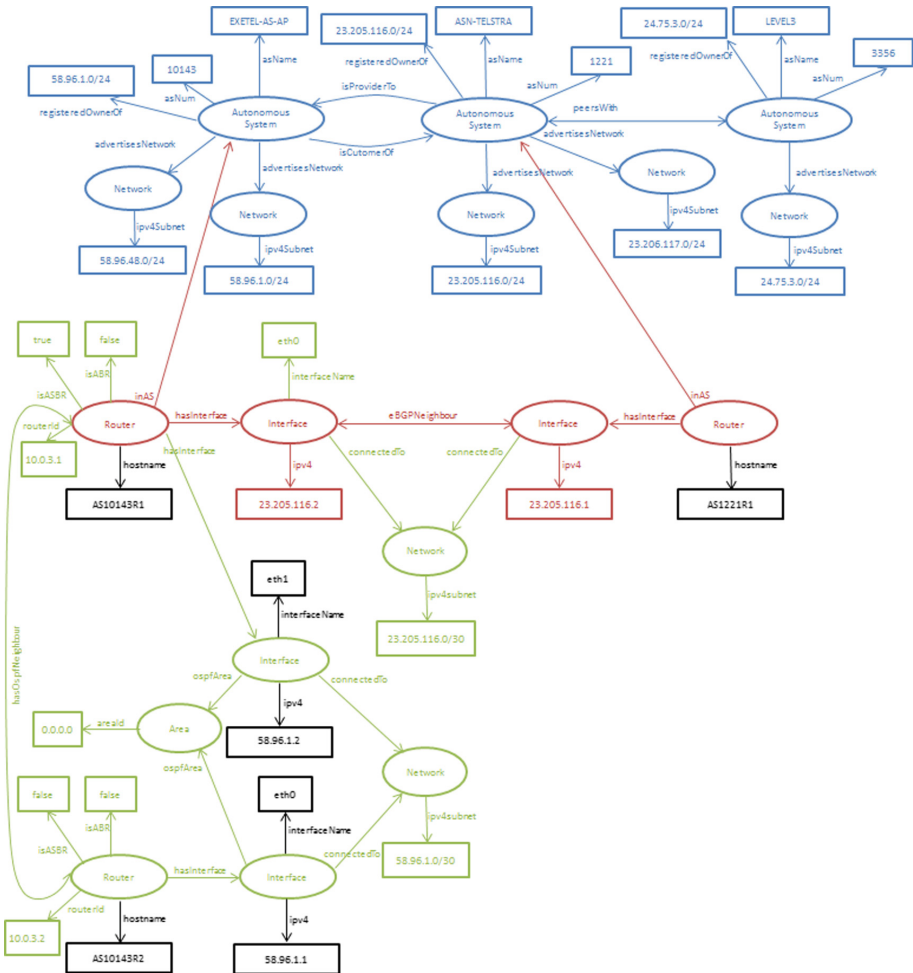 EXETEL-AS-AP
ASN-TELSTRA
LEVEL3
23.205.116.0/24
24.75.3.0/24
58.96.1.0/24
10143
asName
registeredOwnerOf
asName
1221
registeredOwnerOf
asName
3356
asNum
registeredOwnerOf
isProviderTo
asNum
asNum
peersWith
Autonomous
System
Autonomous
System
Autonomous
System
advertisesNetwork
isCutomerOf
advertisesNetwork
advertisesNetwork
advertisesNetwork
advertisesNetwork
Network
Network
Network
Network
Network
ipv4Subnet
ipv4Subnet
ipv4Subnet
ipv4Subnet
ipv4Subnet
58.96.48.0/24
58.96.1.0/24
23.205.116.0/24
23.206.117.0/24
24.75.3.0/24
true
false
eth0
isASBR
isABR
interfaceName
inAS
inAS
routerId
Router
hasInterface
Interface
eBGPNeighbour
Interface
hasInterface
Router
10.0.3.1
hostname
hasInterface
ipv4
connectedTo
connectedTo
ipv4
hostname
AS10143R1
23.205.116.2
23.205.116.1
AS1221R1
Network
eth1
ipv4subnet
interfaceName
23.205.116.0/30
hasOspfNeighbour
ospfArea
Interface
connectedTo
ipv4
0.0.0.0
areaId
Area
58.96.1.2
ospfArea
Network
false
false
eth0
isASBR
isABR
interfaceName
ipv4subnet
connectedTo
58.96.1.0/30
Router
hasInterface
Interface
routerId
hostname
ipv4
10.0.3.2
AS10143R2
58.96.1.1